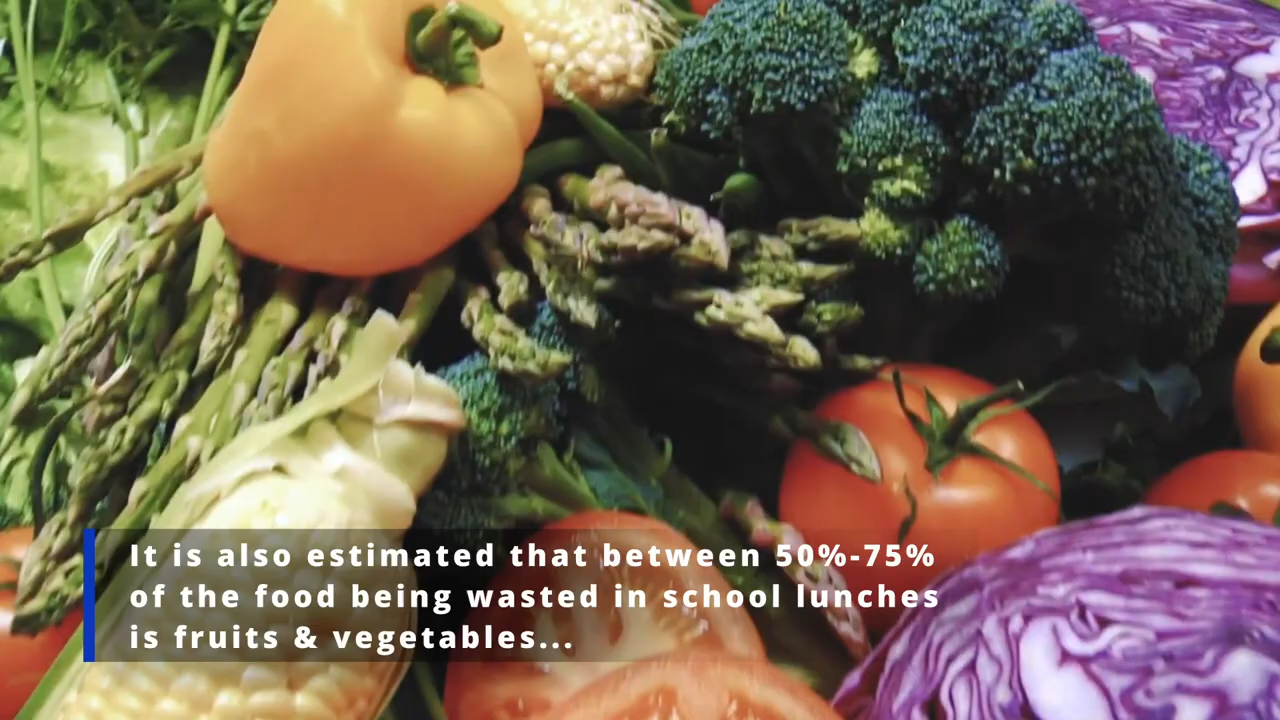 It is also estimated that between 50%-75%
of the food being wasted in school lunches
is fruits & vegetables...